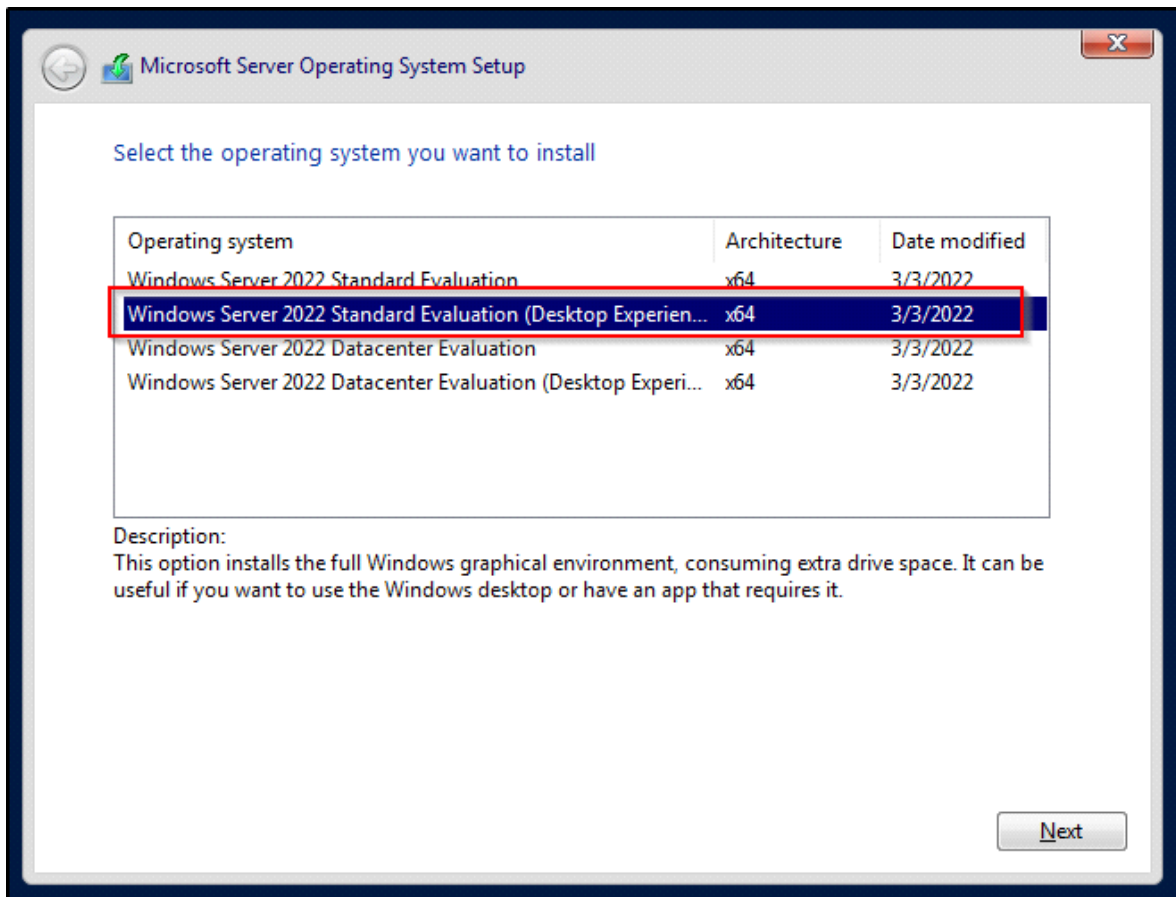 Microsoft Server Operating System Setup
Select the operating system you want to install
Operating system Architecture Date modified
Windows Server 2022 Standard Evaluation x64 3/3/2022
Windows Server 2022 Standard Evaluation (Desktop Experien... x64 3/3/2022
Windows Server 2022 Datacenter Evaluation x64 3/3/2022
Windows Server 2022 Datacenter Evaluation (Desktop Experi... x64 3/3/2022
Description:
This option installs the full Windows graphical environment, consuming extra drive space. It can be
useful if you want to use the Windows desktop or have an app that requires it.
Next